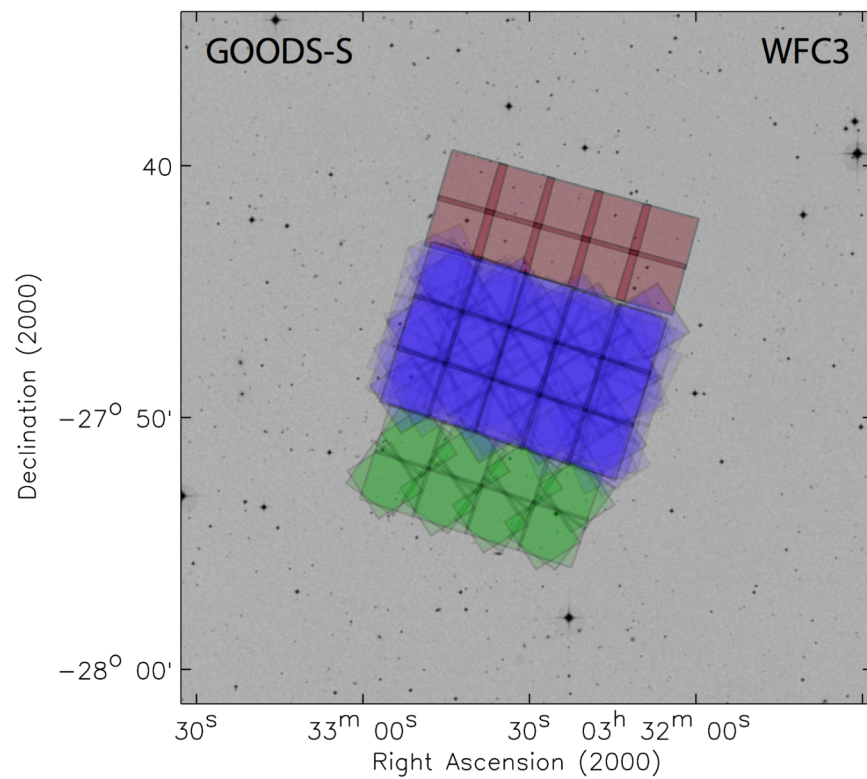 GOODS-S WFC3
40
−27° 50'
−28° 00'
Declination (2000)
30ˢ 33ᵐ 00ˢ 30ˢ 03ʰ 32ᵐ 00ˢ
Right Ascension (2000)